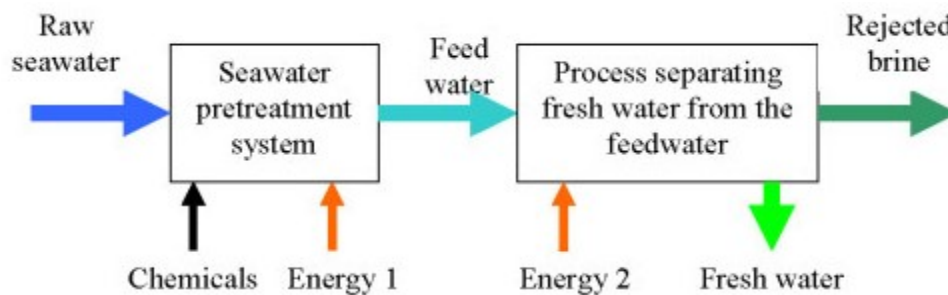 Raw
seawater
Seawater
pretreatment
system
Feed
water
Process separating
fresh water from the
feedwater
Rejected
brine
Chemicals
Energy 1
Energy 2
Fresh water